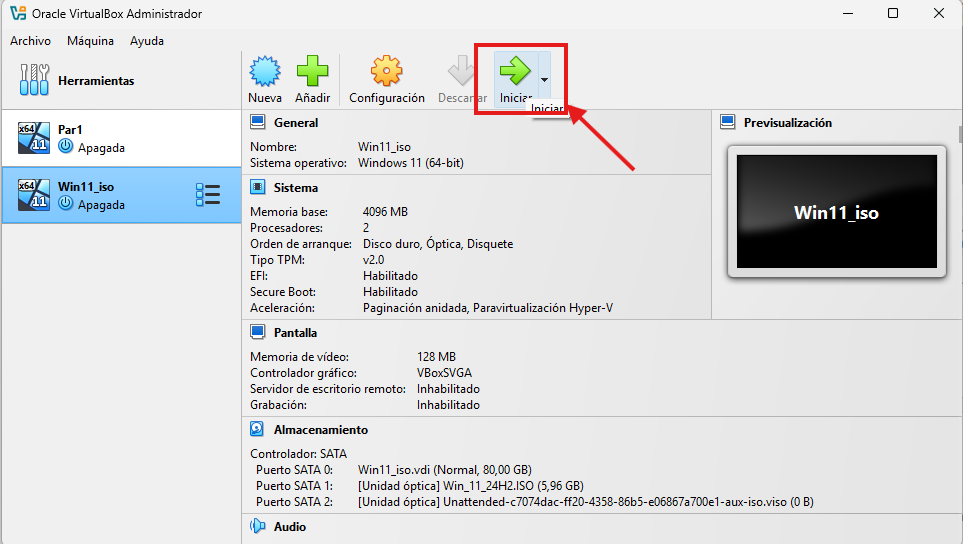 Oracle VirtualBox Administrador
Archivo Máquina Ayuda
Herramientas
Nueva Añadir Configuración Descartar Iniciar
Iniciar
x64 11 Par1
Apagada
x64 11 Win11_iso
Apagada
General
Nombre: Win11_iso
Sistema operativo: Windows 11 (64-bit)
Sistema
Memoria base: 4096 MB
Procesadores: 2
Orden de arranque: Disco duro, Óptica, Disquete
Tipo TPM: v2.0
EFI: Habilitado
Secure Boot: Habilitado
Aceleración: Paginación anidada, Paravirtualización Hyper-V
Previsualización
Win11_iso
Pantalla
Memoria de vídeo: 128 MB
Controlador gráfico: VBoxSVGA
Servidor de escritorio remoto: Inhabilitado
Grabación: Inhabilitado
Almacenamiento
Controlador: SATA
Puerto SATA 0: Win11_iso.vdi (Normal, 80,00 GB)
Puerto SATA 1: [Unidad óptica] Win_11_24H2.ISO (5,96 GB)
Puerto SATA 2: [Unidad óptica] Unattended-c7074dac-ff20-4358-86b5-e06867a700e1-aux-iso.viso (0 B)
Audio